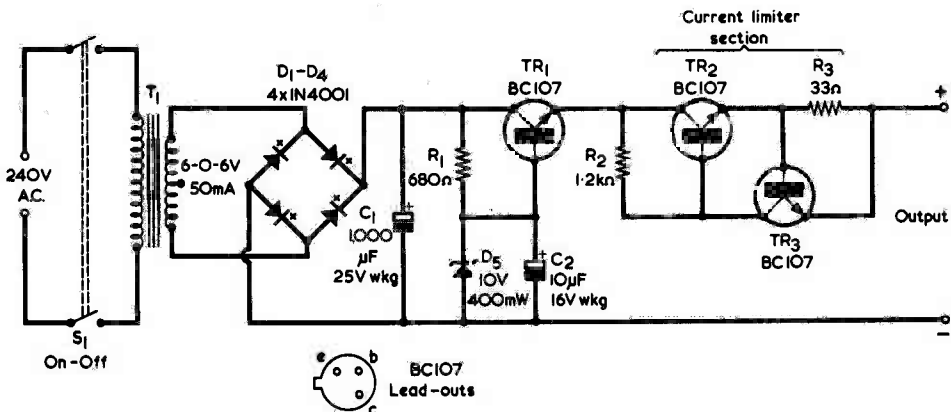 Current limiter
section
TR1
BC107
TR2
BC107
R3
33Ω
D1-D4
4x1N4001
T1
6-0-6V
50mA
240V
A.C.
R1
680Ω
R2
1·2kΩ
C1
1,000
µF
25V wkg
D5
10V
400mW
C2
10µF
16V wkg
TR3
BC107
+
Output
−
S1
On-Off
e
b
c
BC107
Lead-outs